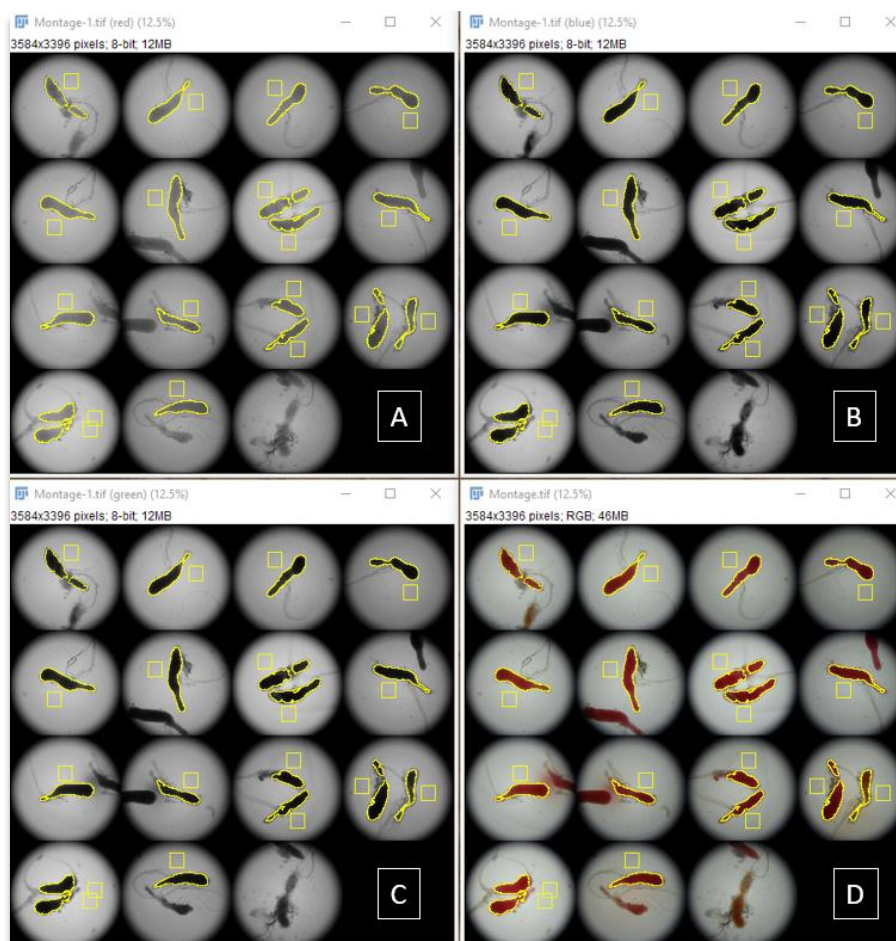 Montage-1.tif (red) (12.5%)
3584x3396 pixels; 8-bit; 12MB
A
Montage-1.tif (blue) (12.5%)
3584x3396 pixels; 8-bit; 12MB
B
Montage-1.tif (green) (12.5%)
3584x3396 pixels; 8-bit; 12MB
C
Montage.tif (12.5%)
3584x3396 pixels; RGB; 46MB
D